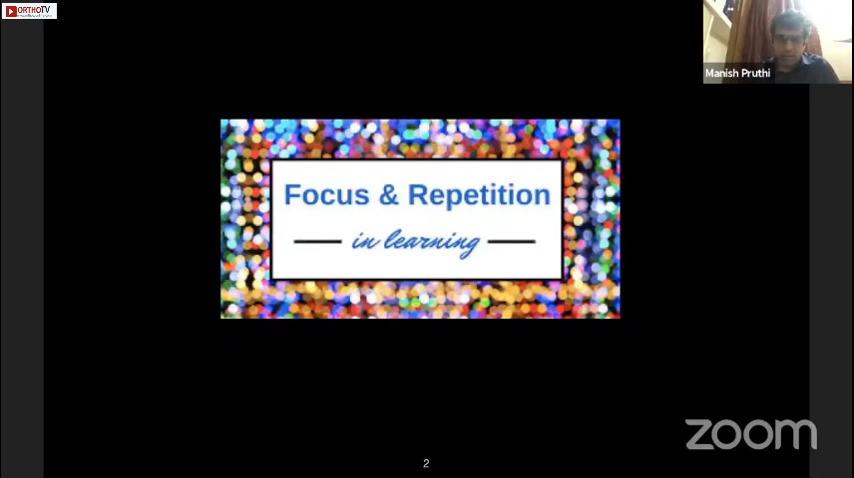 ORTHOTV
Manish Pruthi
Focus & Repetition
in learning
zoom
2